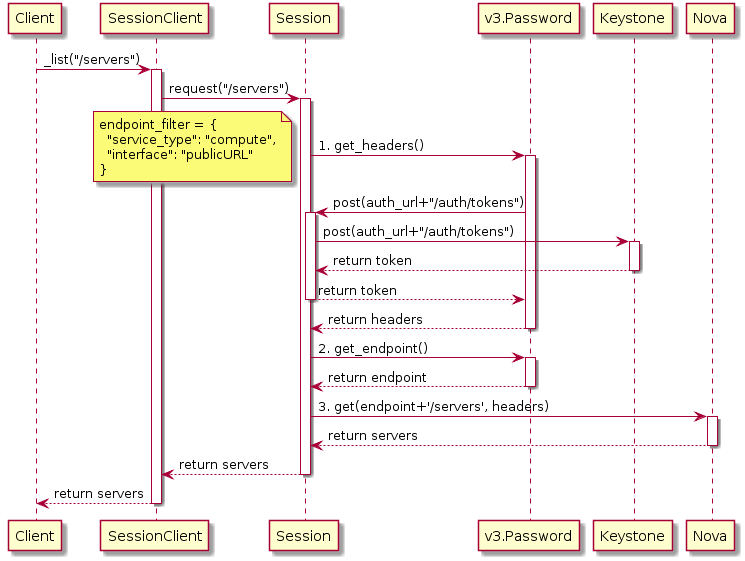 Client
SessionClient
Session
v3.Password
Keystone
Nova
_list("/servers")
request("/servers")
endpoint_filter = {
"service_type": "compute",
"interface": "publicURL"
}
1. get_headers()
post(auth_url+"/auth/tokens")
post(auth_url+"/auth/tokens")
return token
return token
return headers
2. get_endpoint()
return endpoint
3. get(endpoint+'/servers', headers)
return servers
return servers
return servers
Client
SessionClient
Session
v3.Password
Keystone
Nova